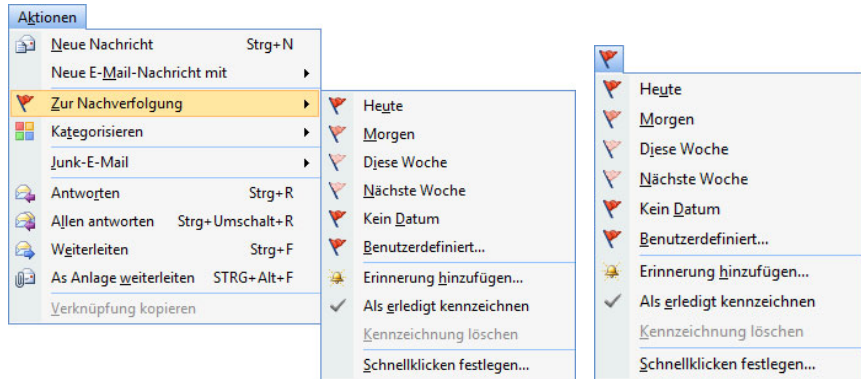 Aktionen
Neue Nachricht Strg+N
Neue E-Mail-Nachricht mit
Zur Nachverfolgung
Kategorisieren
Junk-E-Mail
Antworten Strg+R
Allen antworten Strg+Umschalt+R
Weiterleiten Strg+F
As Anlage weiterleiten STRG+Alt+F
Verknüpfung kopieren
Heute
Morgen
Diese Woche
Nächste Woche
Kein Datum
Benutzerdefiniert...
Erinnerung hinzufügen...
Als erledigt kennzeichnen
Kennzeichnung löschen
Schnellklicken festlegen...
Heute
Morgen
Diese Woche
Nächste Woche
Kein Datum
Benutzerdefiniert...
Erinnerung hinzufügen...
Als erledigt kennzeichnen
Kennzeichnung löschen
Schnellklicken festlegen...